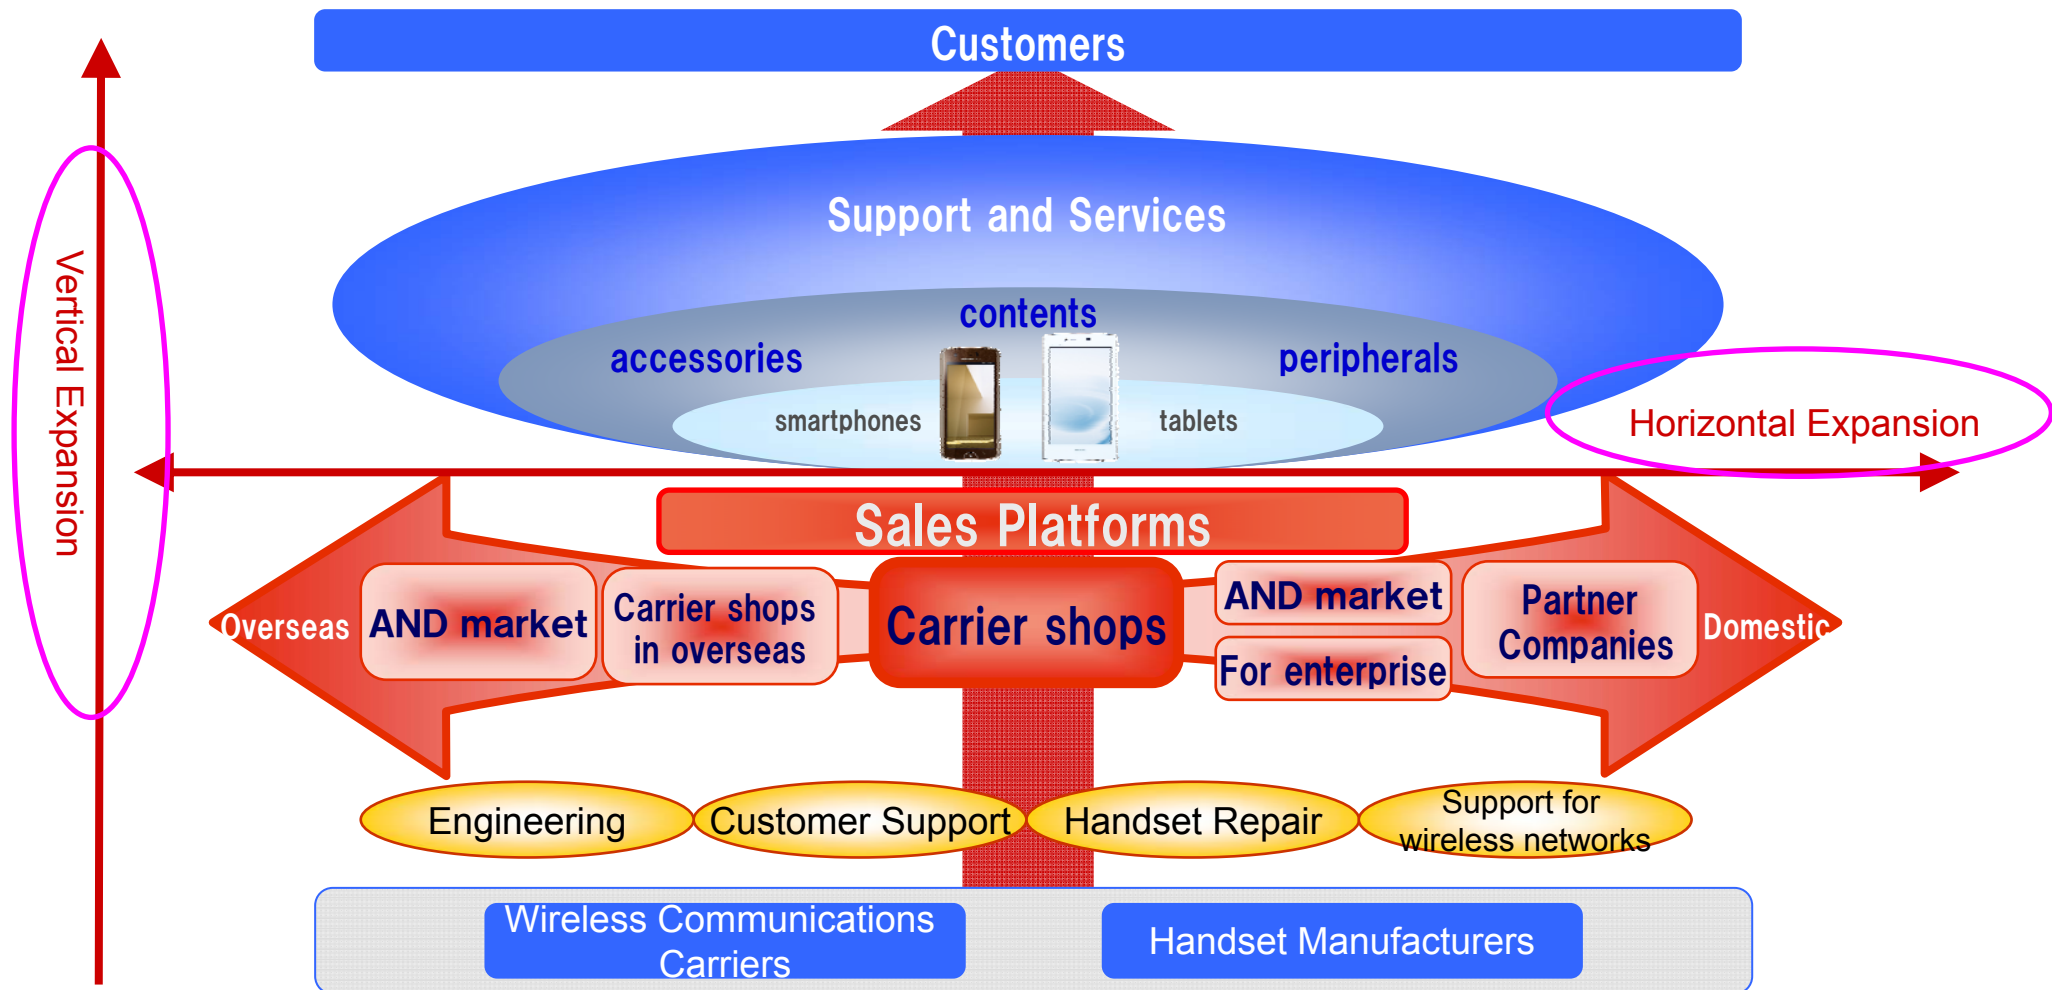 Customers
Support and Services
contents
accessories
peripherals
smartphones
tablets
Vertical Expansion
Horizontal Expansion
Sales Platforms
Overseas
AND market
Carrier shops
in overseas
Carrier shops
AND market
For enterprise
Partner
Companies
Domestic
Engineering
Customer Support
Handset Repair
Support for
wireless networks
Wireless Communications
Carriers
Handset Manufacturers